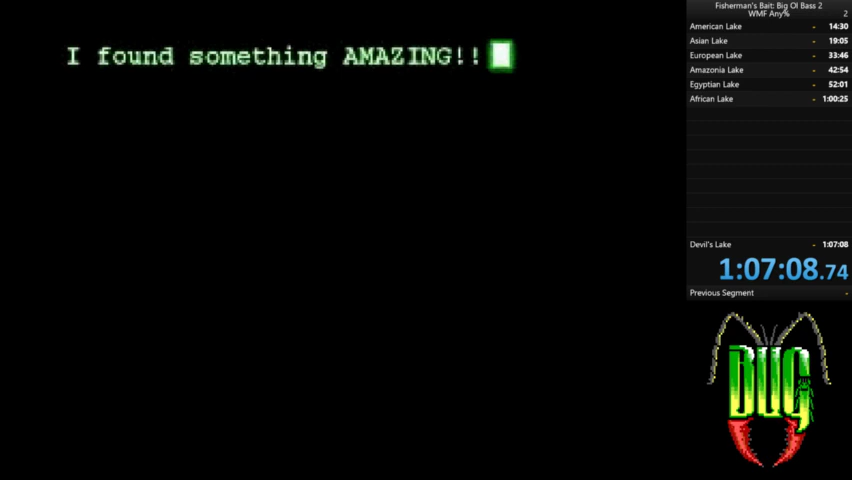 I found something AMAZING!!
Fisherman's Bait: Big Ol Bass 2
WMF Any% 2
American Lake - 14:30
Asian Lake - 19:05
European Lake - 33:46
Amazonia Lake - 42:54
Egyptian Lake - 52:01
African Lake - 1:00:25
Devil's Lake - 1:07:08
1:07:08.74
Previous Segment -
BUG